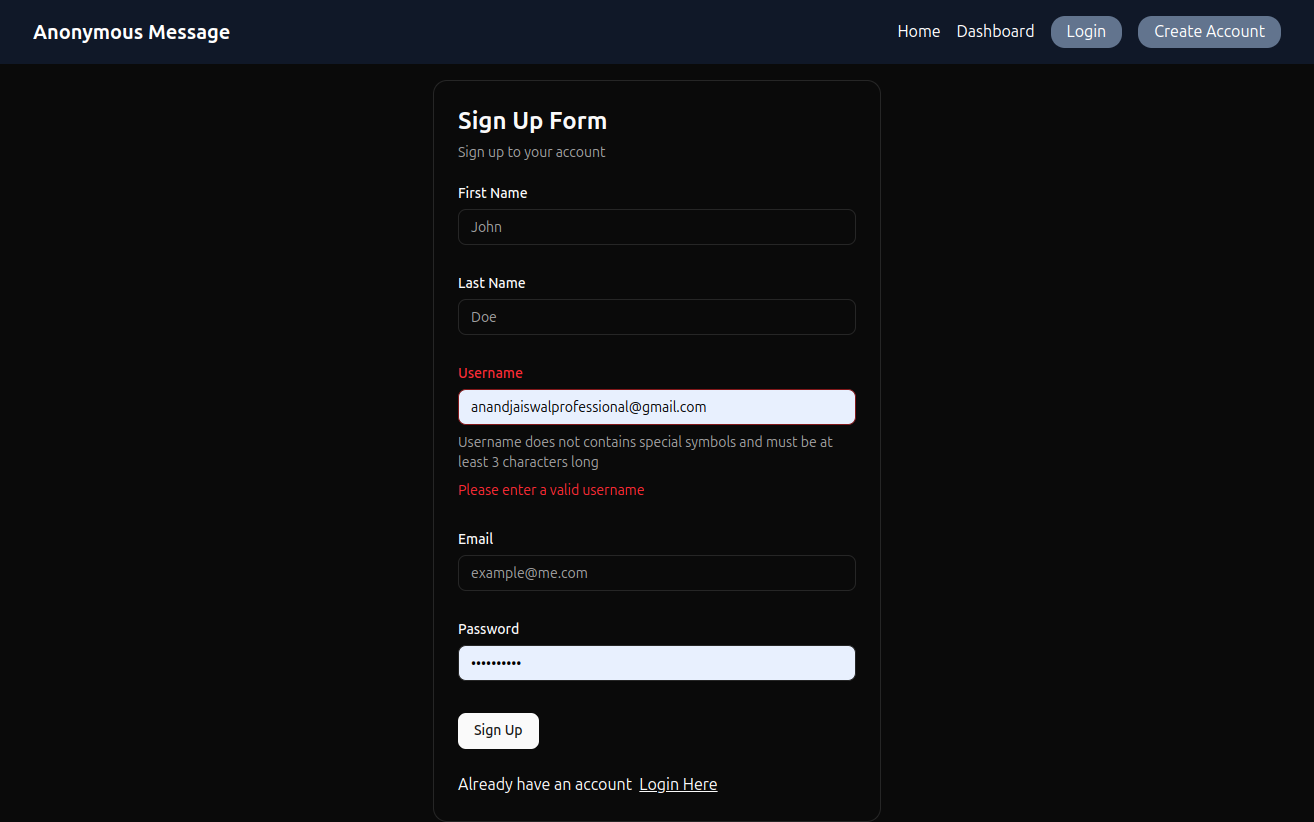 Anonymous Message
Home Dashboard Login Create Account
Sign Up Form
Sign up to your account
First Name
John
Last Name
Doe
Username
anandjaiswalprofessional@gmail.com
Username does not contains special symbols and must be at
least 3 characters long
Please enter a valid username
Email
example@me.com
Password
••••••••••
Sign Up
Already have an account Login Here